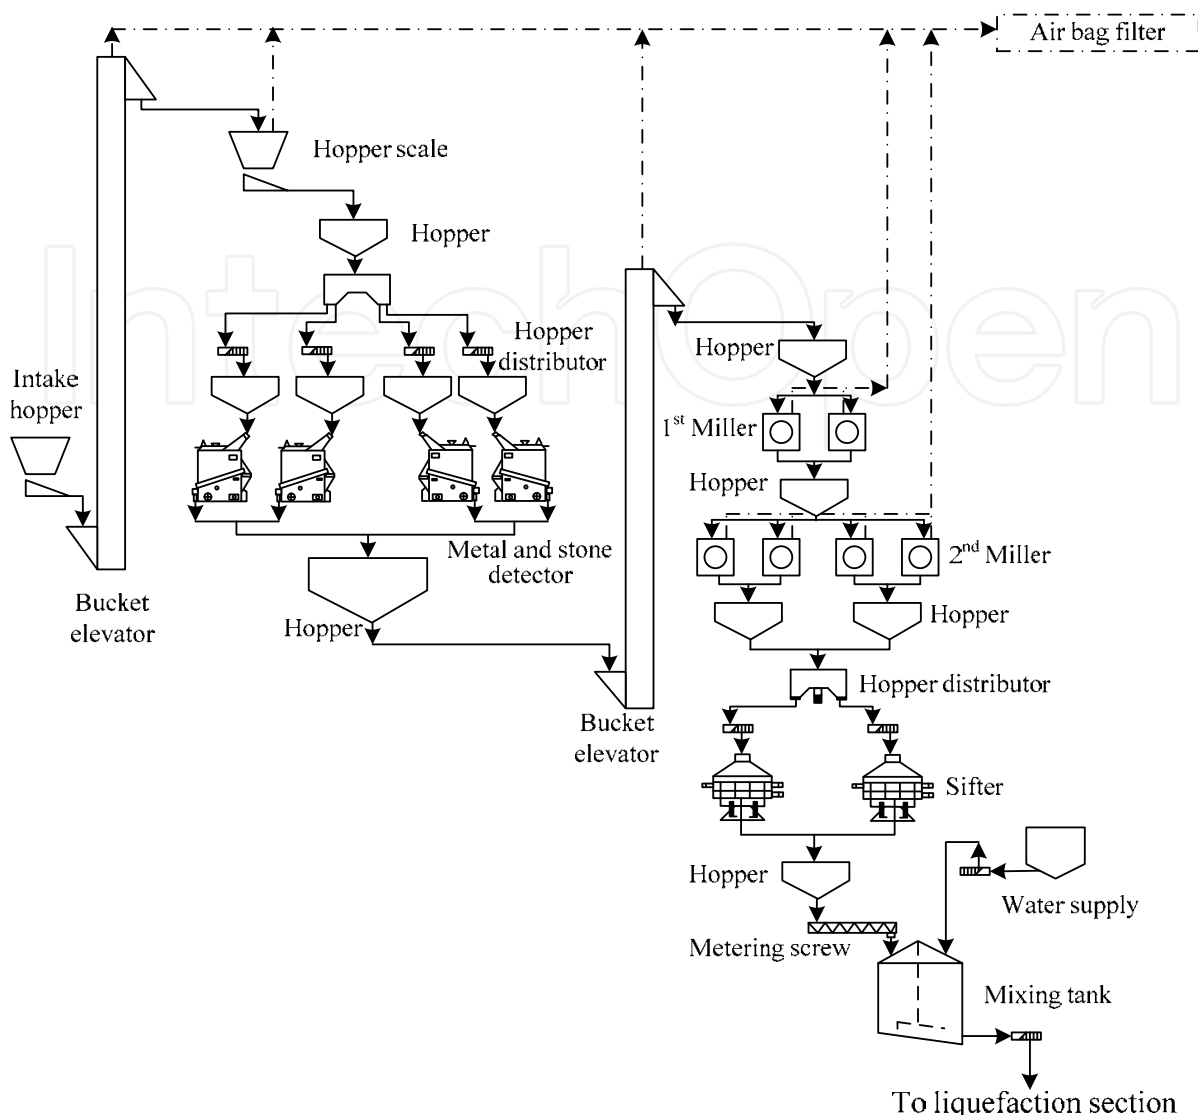 Air bag filter
Hopper scale
Hopper
Hopper
distributor
Intake
hopper
Metal and stone
detector
Bucket
elevator
Hopper
Bucket
elevator
Hopper
1st Miller
Hopper
2nd Miller
Hopper
Hopper distributor
Sifter
Hopper
Water supply
Metering screw
Mixing tank
To liquefaction section
IntechOpen